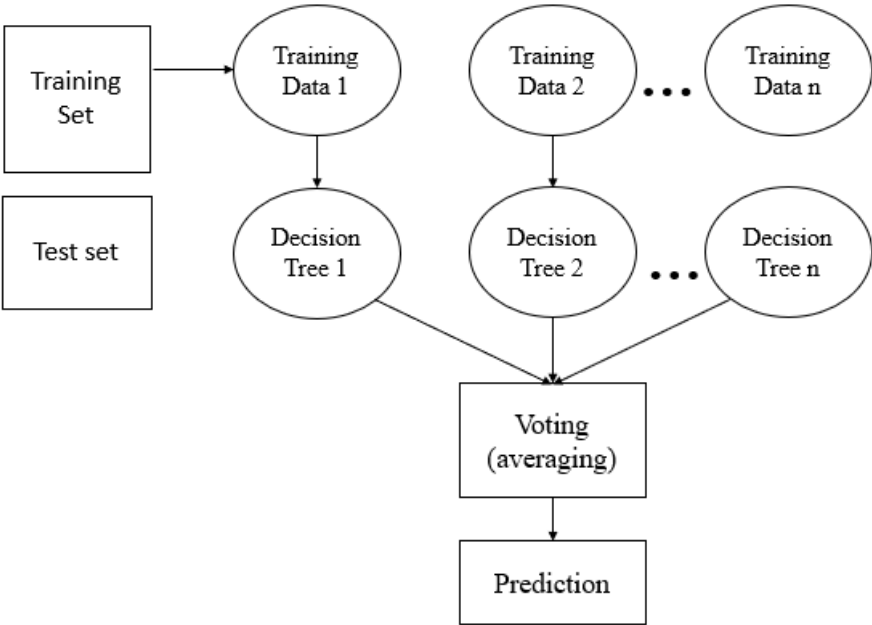 Training
Set
Training
Data 1
Training
Data 2
...
Training
Data n
Test set
Decision
Tree 1
Decision
Tree 2
...
Decision
Tree n
Voting
(averaging)
Prediction